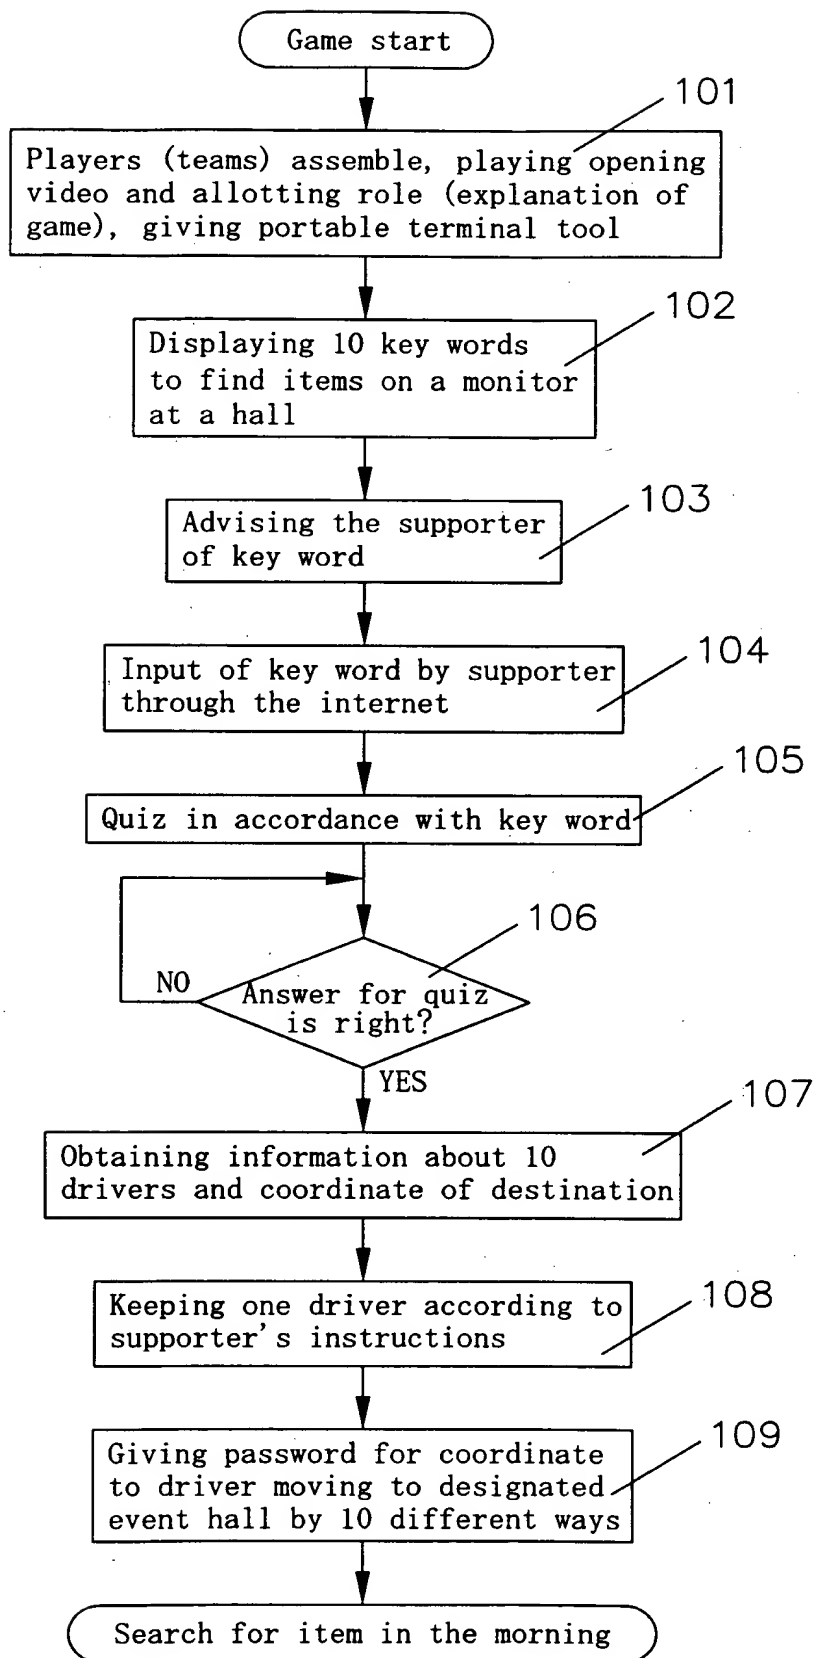 Game start
101
Players (teams) assemble, playing opening
video and allotting role (explanation of
game), giving portable terminal tool
102
Displaying 10 key words
to find items on a monitor
at a hall
103
Advising the supporter
of key word
104
Input of key word by supporter
through the internet
105
Quiz in accordance with key word
106
NO
Answer for quiz
is right?
YES
107
Obtaining information about 10
drivers and coordinate of destination
108
Keeping one driver according to
supporter's instructions
109
Giving password for coordinate
to driver moving to designated
event hall by 10 different ways
Search for item in the morning